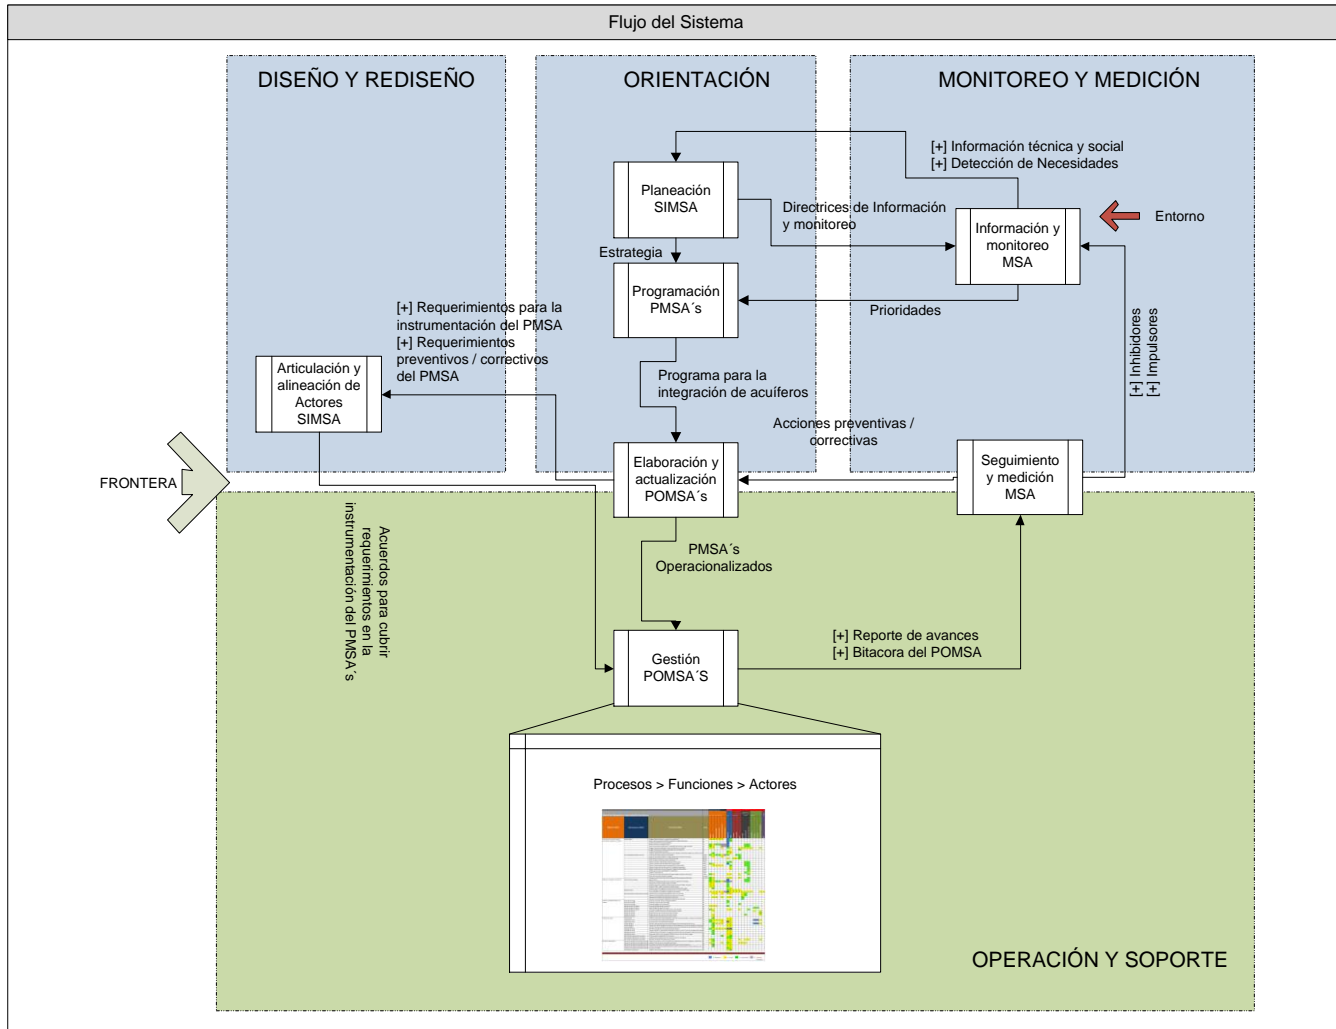 Flujo del Sistema
DISEÑO Y REDISEÑO
ORIENTACIÓN
MONITOREO Y MEDICIÓN
[+] Información técnica y social
[+] Detección de Necesidades
Planeación
SIMSA
Directrices de Información
y monitoreo
Información y
monitoreo
MSA
Entorno
Estrategia
Programación
PMSA´s
Prioridades
[+] Requerimientos para la
instrumentación del PMSA
[+] Requerimientos
preventivos / correctivos
del PMSA
[+] Inhibidores
[+] Impulsores
Articulación y
alineación de
Actores
SIMSA
Programa para la
integración de acuíferos
Acciones preventivas /
correctivas
Elaboración y
actualización
POMSA´s
Seguimiento
y medición
MSA
FRONTERA
Acuerdos para cubrir
requerimientos en la
instrumentación del PMSA´s
PMSA´s
Operacionalizados
Gestión
POMSA´S
[+] Reporte de avances
[+] Bitacora del POMSA
Procesos > Funciones > Actores
OPERACIÓN Y SOPORTE